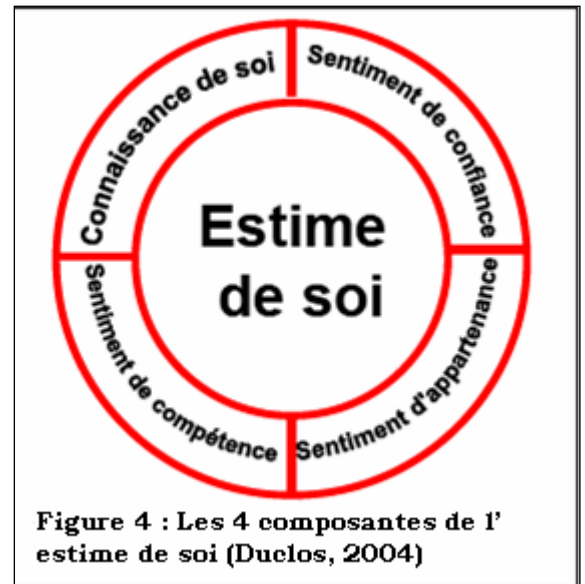 Connaissance de soi
Sentiment de confiance
Estime
de soi
Sentiment de compétence
Sentiment d'appartenance
Figure 4 : Les 4 composantes de l'
estime de soi (Duclos, 2004)